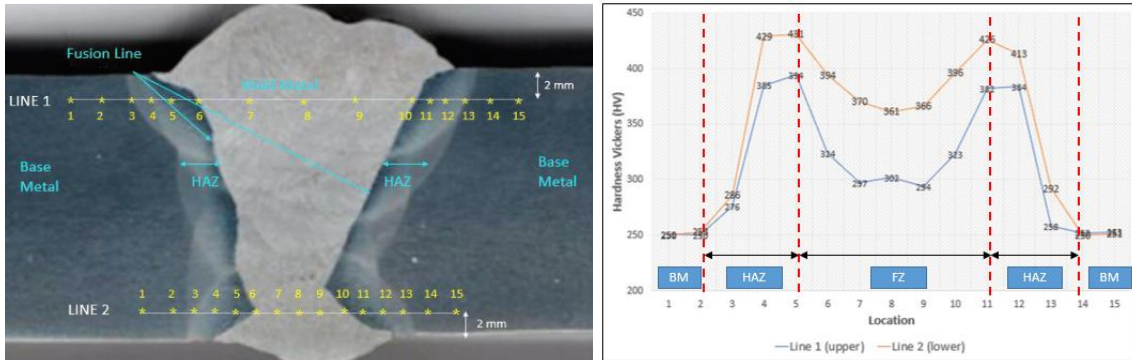 Fusion Line
Weld Metal
2 mm
LINE 1
1 2 3 4 5 6 7 8 9 10 11 12 13 14 15
Base
Metal
HAZ
HAZ
Base
Metal
1 2 3 4 5 6 7 8 9 10 11 12 13 14 15
LINE 2
2 mm
450
400
350
300
250
200
Hardness Vickers (HV)
429 431 426 413
385 394 394 370 361 366 395 382 384
324 297 302 294 323
286 292
276 258
250 251
BM HAZ FZ HAZ BM
1 2 3 4 5 6 7 8 9 10 11 12 13 14 15
Location
Line 1 (upper) Line 2 (lower)